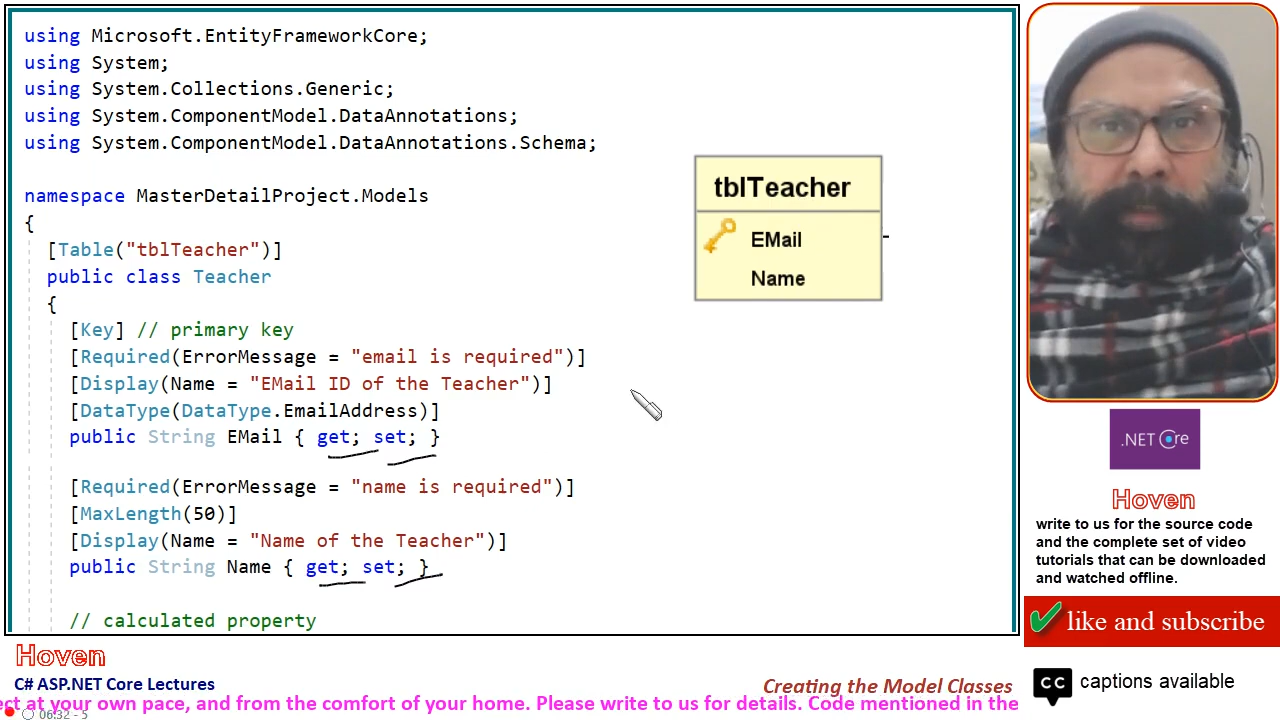 using Microsoft.EntityFrameworkCore;
using System;
using System.Collections.Generic;
using System.ComponentModel.DataAnnotations;
using System.ComponentModel.DataAnnotations.Schema;
namespace MasterDetailProject.Models
{
[Table("tblTeacher")]
public class Teacher
{
[Key] // primary key
[Required(ErrorMessage = "email is required")]
[Display(Name = "EMail ID of the Teacher")]
[DataType(DataType.EmailAddress)]
public String EMail { get; set; }
[Required(ErrorMessage = "name is required")]
[MaxLength(50)]
[Display(Name = "Name of the Teacher")]
public String Name { get; set; }
// calculated property
tblTeacher
EMail
Name
.NET Core
Hoven
write to us for the source code
and the complete set of video
tutorials that can be downloaded
and watched offline.
like and subscribe
CC captions available
Hoven
C# ASP.NET Core Lectures
Creating the Model Classes
ect at your own pace, and from the comfort of your home. Please write to us for details. Code mentioned in the
06:32 - 5